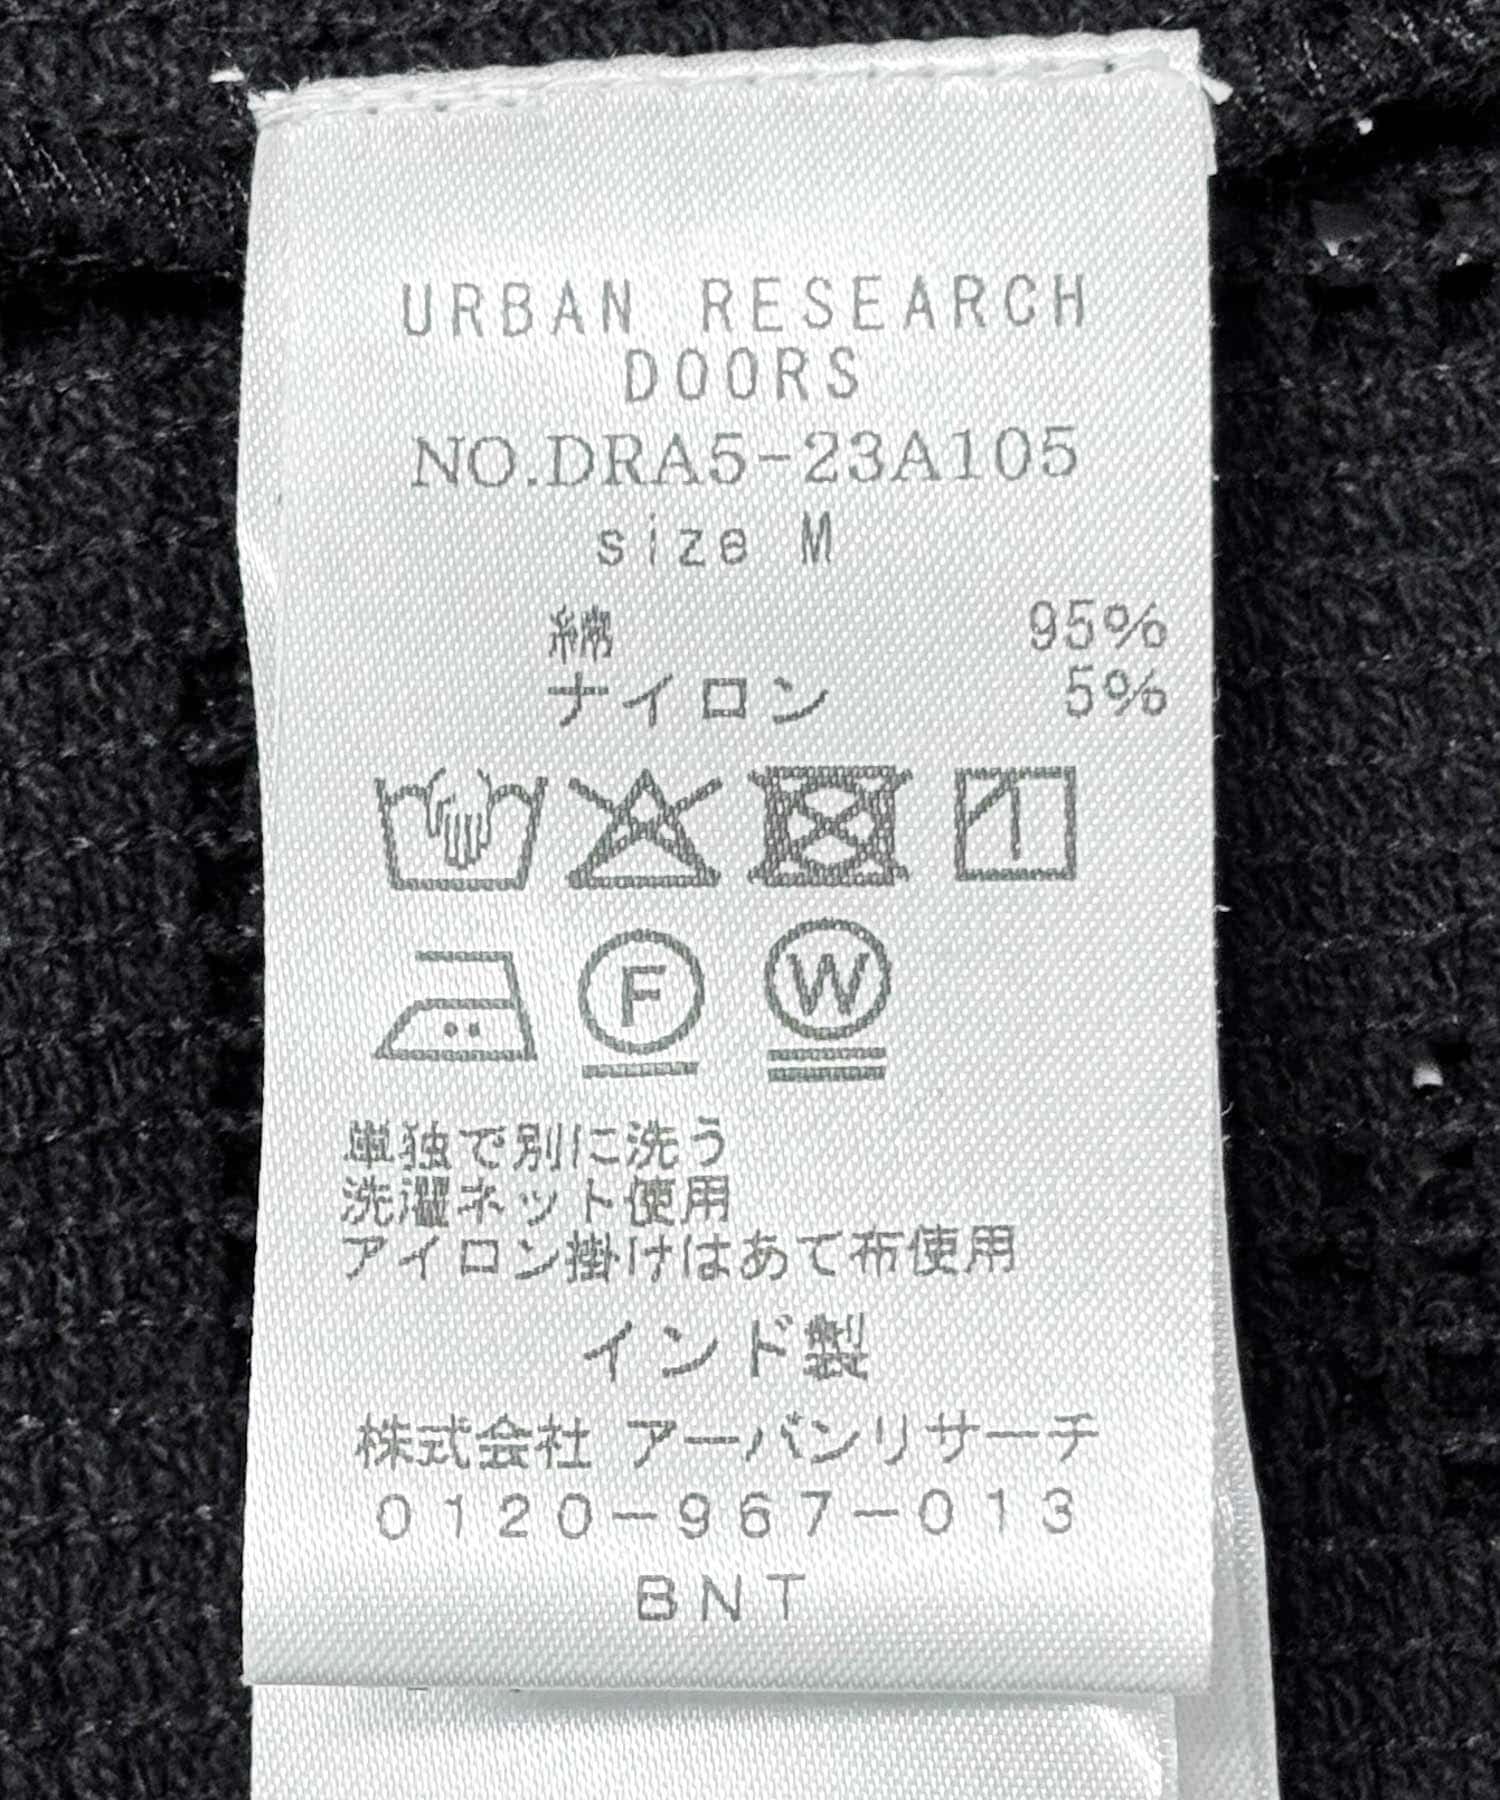 URBAN RESEARCH
DOORS
NO.DRA5-23A105
size M
綿 95%
ナイロン 5%
F W
単独で別に洗う
洗濯ネット使用
アイロン掛けはあて布使用
インド製
株式会社 アーバンリサーチ
0120-967-013
BNT